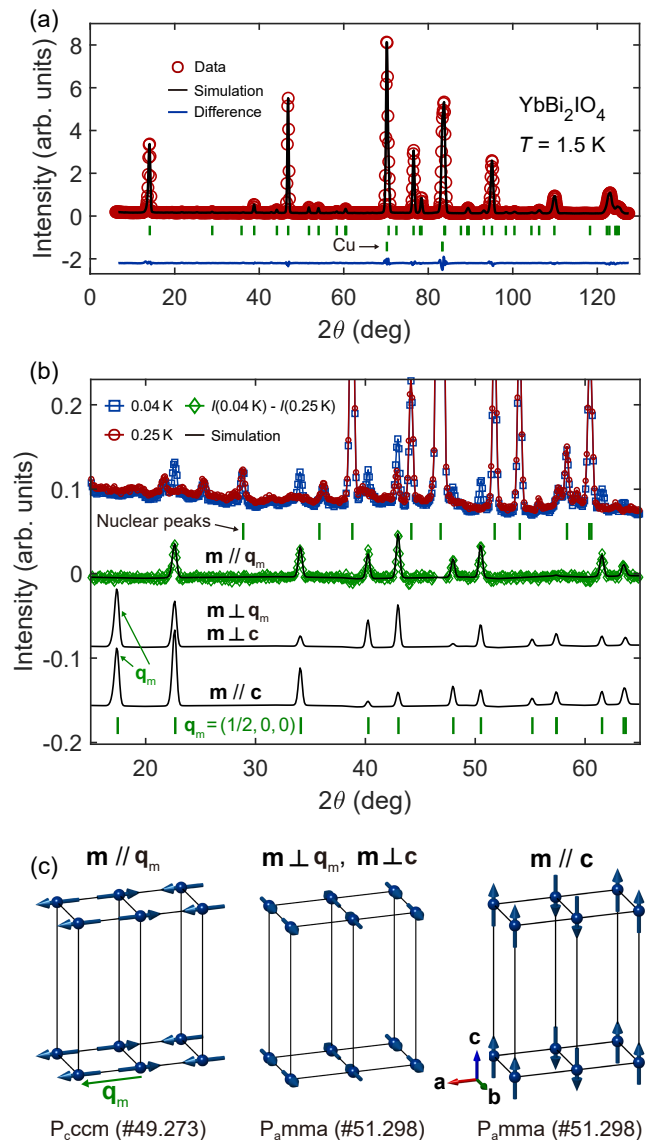 (a)
8
6
4
2
0
-2
Intensity (arb. units)
Data
Simulation
Difference
YbBi₂IO₄
T = 1.5 K
Cu
0 20 40 60 80 100 120
2θ (deg)
(b)
0.2
0.1
0
-0.1
-0.2
Intensity (arb. units)
0.04 K
I(0.04 K) - I(0.25 K)
0.25 K
Simulation
Nuclear peaks
m // qₘ
m ⊥ qₘ
m ⊥ c
qₘ
m // c
qₘ = (1/2, 0, 0)
20 30 40 50 60
2θ (deg)
(c)
m // qₘ
m ⊥ qₘ, m ⊥ c
m // c
qₘ
c
a
b
P꜀ccm (#49.273)
Pₐmma (#51.298)
Pₐmma (#51.298)